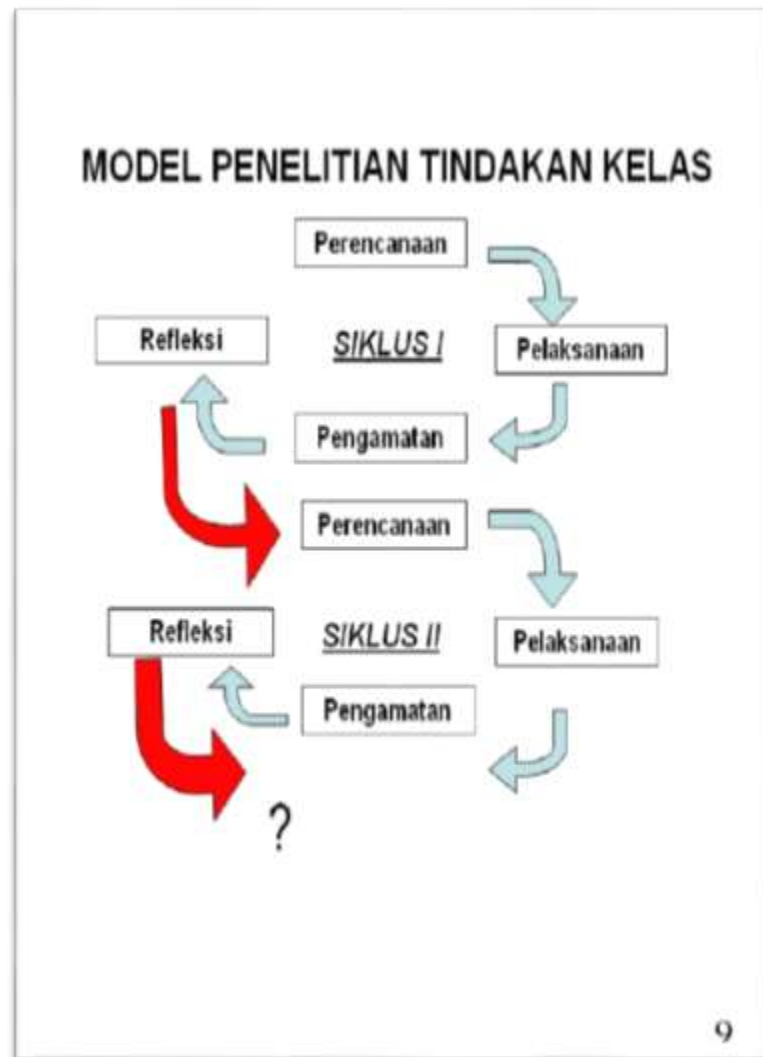 MODEL PENELITIAN TINDAKAN KELAS
Perencanaan
Refleksi
SIKLUS I
Pelaksanaan
Pengamatan
Perencanaan
Refleksi
SIKLUS II
Pelaksanaan
Pengamatan
?
9